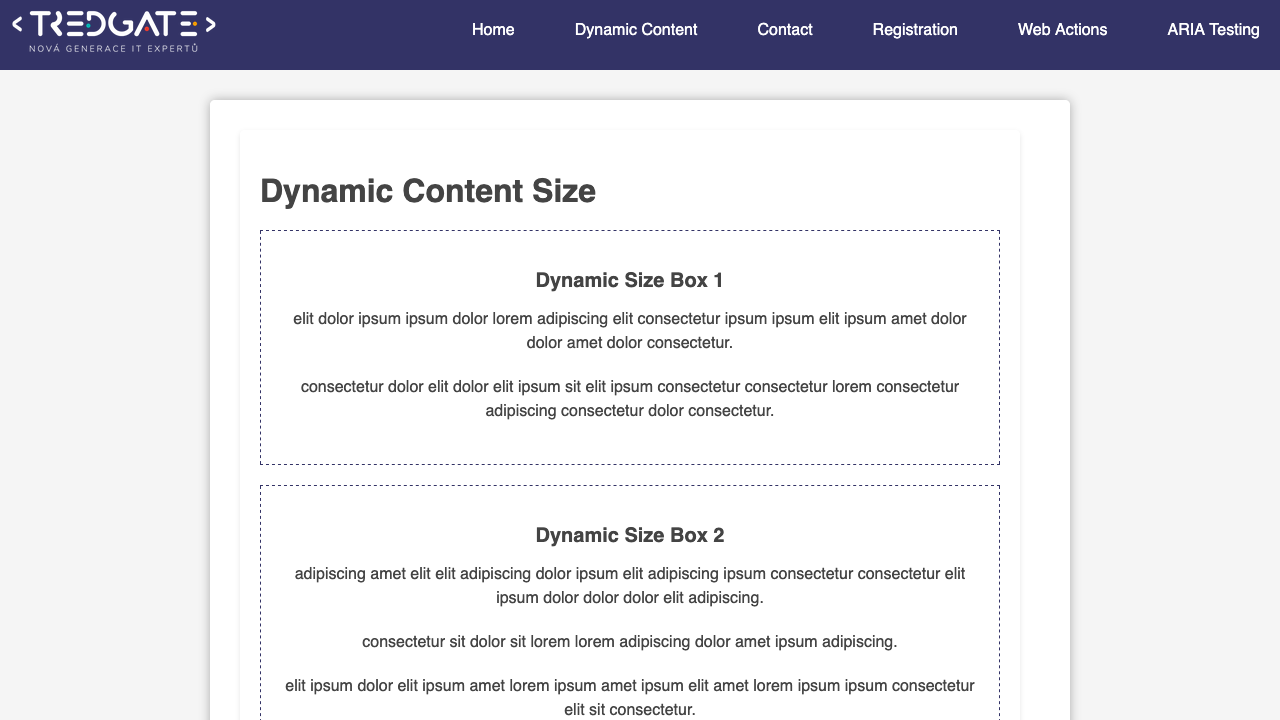 < TREDGATE >
NOVÁ GENERACE IT EXPERTŮ
Home
Dynamic Content
Contact
Registration
Web Actions
ARIA Testing
Dynamic Content Size
Dynamic Size Box 1
elit dolor ipsum ipsum dolor lorem adipiscing elit consectetur ipsum ipsum elit ipsum amet dolor
dolor amet dolor consectetur.
consectetur dolor elit dolor elit ipsum sit elit ipsum consectetur consectetur lorem consectetur
adipiscing consectetur dolor consectetur.
Dynamic Size Box 2
adipiscing amet elit elit adipiscing dolor ipsum elit adipiscing ipsum consectetur consectetur elit
ipsum dolor dolor dolor elit adipiscing.
consectetur sit dolor sit lorem lorem adipiscing dolor amet ipsum adipiscing.
elit ipsum dolor elit ipsum amet lorem ipsum amet ipsum elit amet lorem ipsum ipsum consectetur
elit sit consectetur.